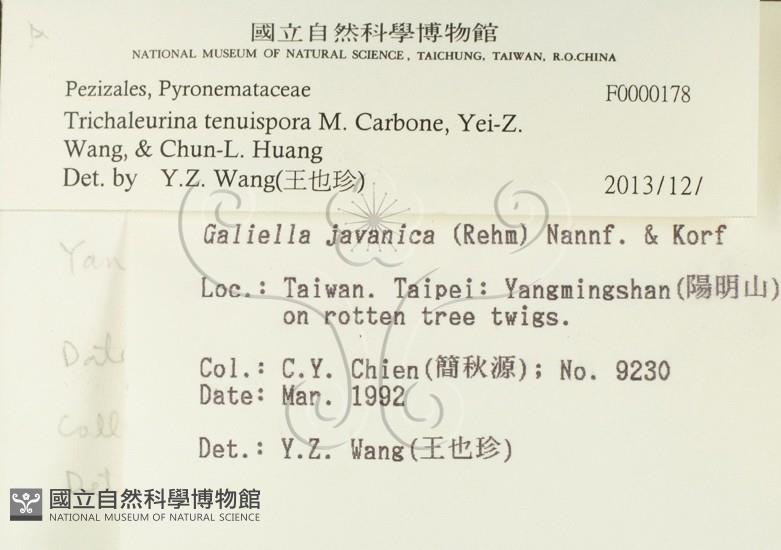 國立自然科學博物館
NATIONAL MUSEUM OF NATURAL SCIENCE, TAICHUNG, TAIWAN, R.O.CHINA
Pezizales, Pyronemataceae F0000178
Trichaleurina tenuispora M. Carbone, Yei-Z.
Wang, & Chun-L. Huang
Det. by Y.Z. Wang(王也珍) 2013/12/
Galiella javanica (Rehm) Nannf. & Korf
Yan
Loc.: Taiwan. Taipei: Yangmingshan(陽明山)
on rotten tree twigs.
Date
Col.: C.Y. Chien(簡秋源); No. 9230
Date: Mar. 1992
Coll
Det.: Y.Z. Wang(王也珍)
Det
國立自然科學博物館
NATIONAL MUSEUM OF NATURAL SCIENCE